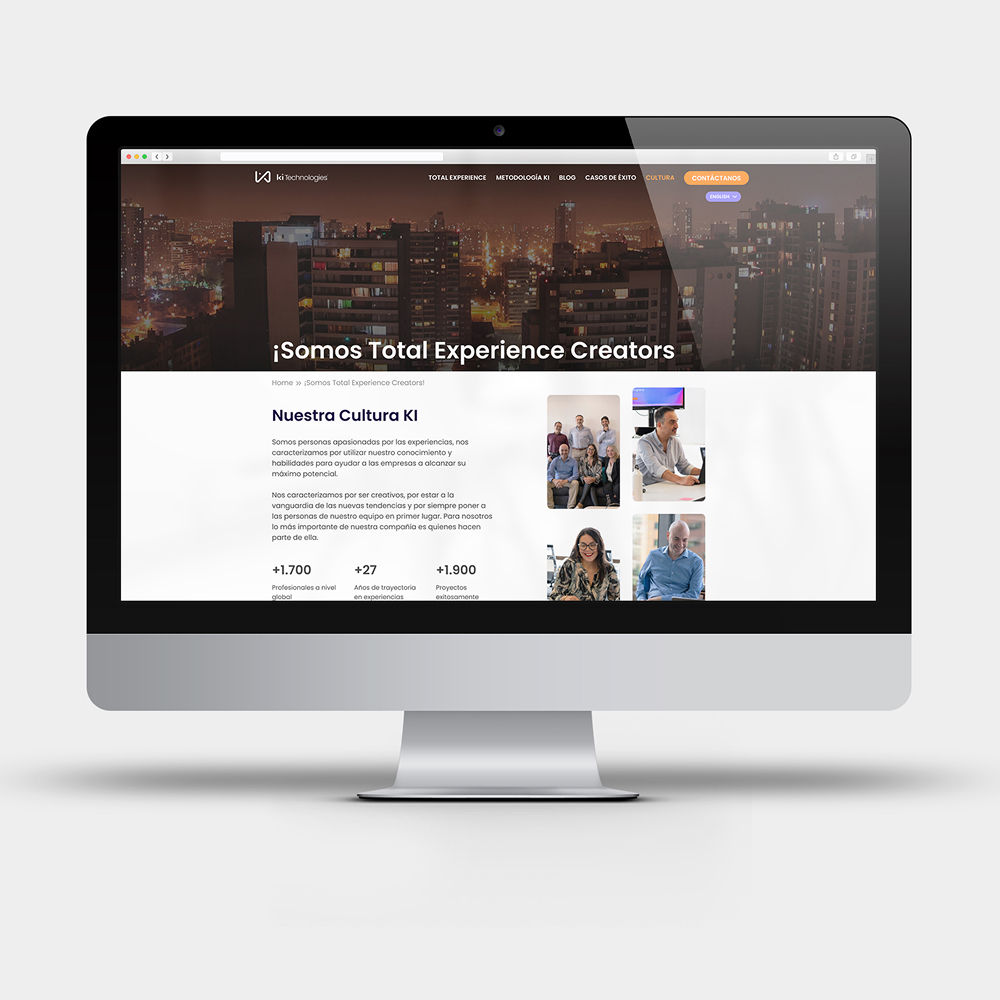 ki Technologies
TOTAL EXPERIENCE METODOLOGÍA KI BLOG CASOS DE ÉXITO CULTURA CONTÁCTANOS
ENGLISH
¡Somos Total Experience Creators
Home » ¡Somos Total Experience Creators!
Nuestra Cultura KI
Somos personas apasionadas por las experiencias, nos
caracterizamos por utilizar nuestro conocimiento y
habilidades para ayudar a las empresas a alcanzar su
máximo potencial.
Nos caracterizamos por ser creativos, por estar a la
vanguardia de las nuevas tendencias y por siempre poner a
las personas de nuestro equipo en primer lugar. Para nosotros
lo más importante de nuestra compañía es quienes hacen
parte de ella.
+1.700
Profesionales a nivel
global
+27
Años de trayectoria
en experiencias
+1.900
Proyectos
exitosamente